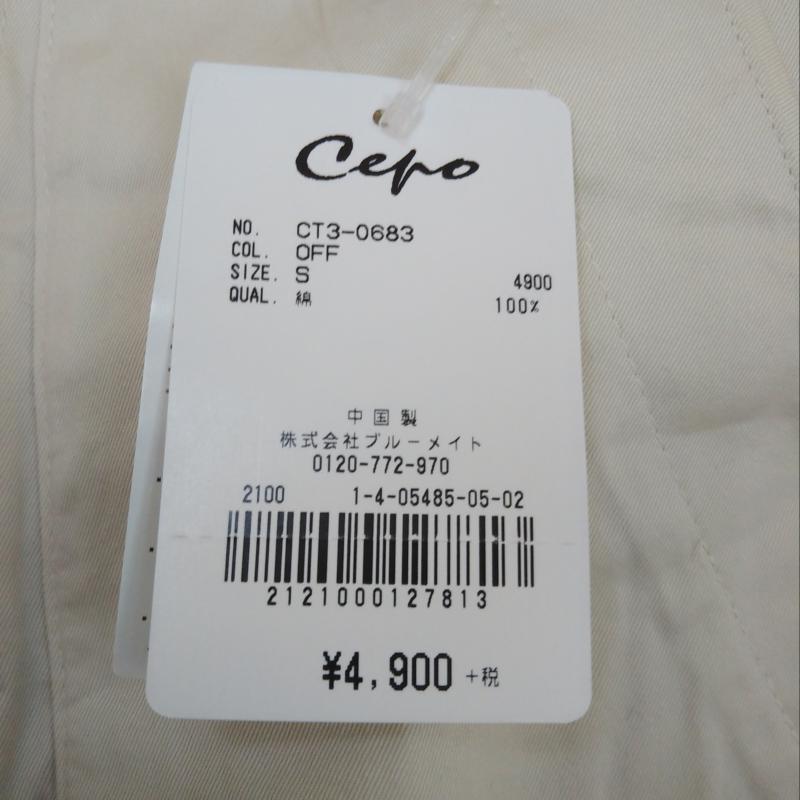 Cepo
NO. CT3-0683
COL. OFF
SIZE. S 4900
QUAL. 綿 100%
中国製
株式会社ブルーメイト
0120-772-970
2100 1-4-05485-05-02
2121000127813
¥4,900 +税